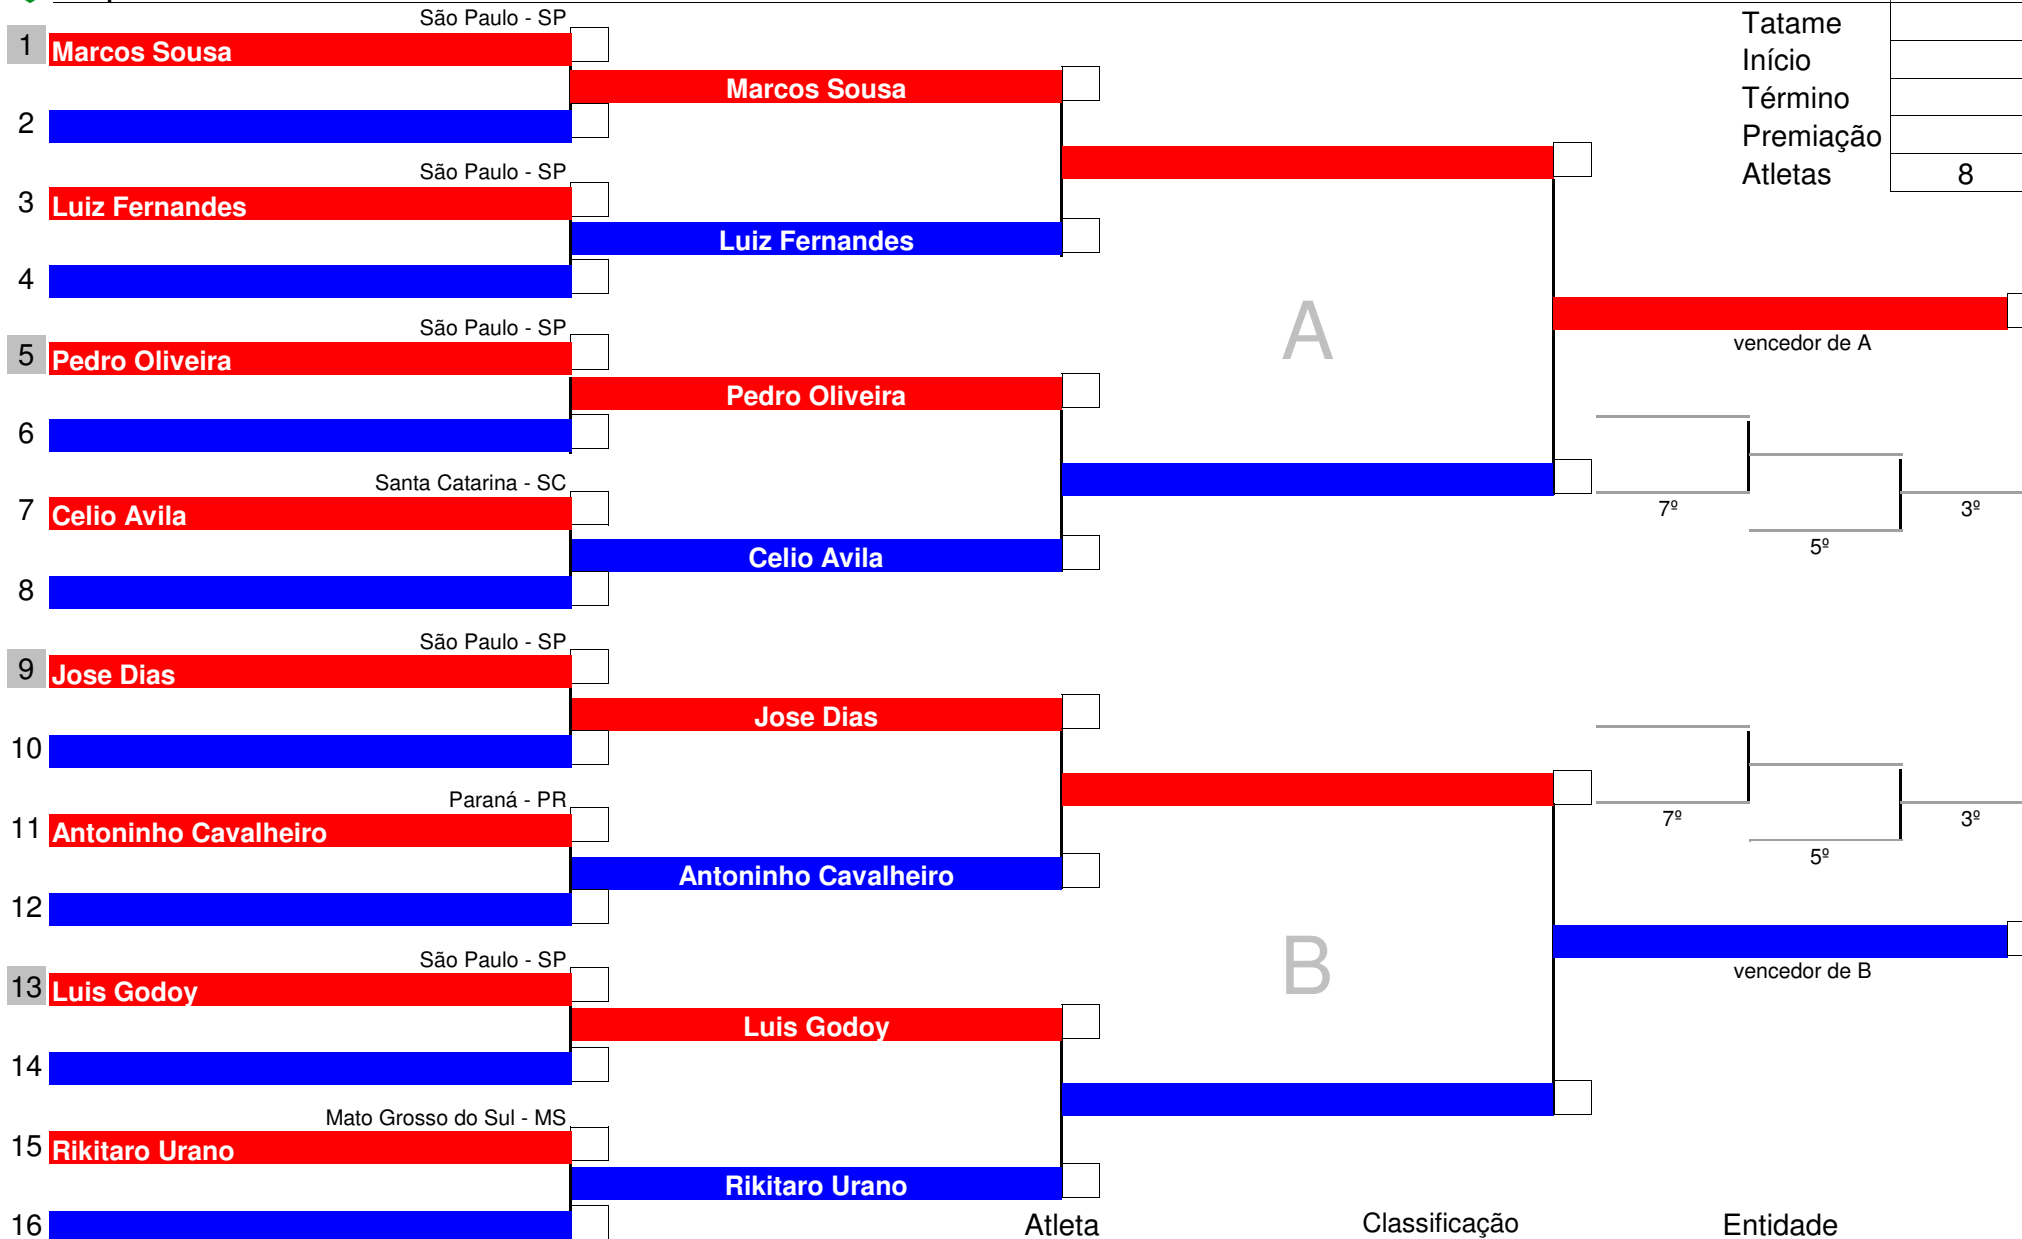 São Paulo - SP
Tatame
1 Marcos Sousa
Início
Marcos Sousa
Término
2
Premiação
São Paulo - SP
Atletas 8
3 Luiz Fernandes
Luiz Fernandes
4
São Paulo - SP
A
vencedor de A
5 Pedro Oliveira
Pedro Oliveira
6
Santa Catarina - SC
7º
3º
7 Celio Avila
5º
Celio Avila
8
São Paulo - SP
9 Jose Dias
Jose Dias
10
Paraná - PR
7º
3º
11 Antoninho Cavalheiro
5º
Antoninho Cavalheiro
12
São Paulo - SP
B
vencedor de B
13 Luis Godoy
Luis Godoy
14
Mato Grosso do Sul - MS
15 Rikitaro Urano
Rikitaro Urano
16
Atleta Classificação Entidade